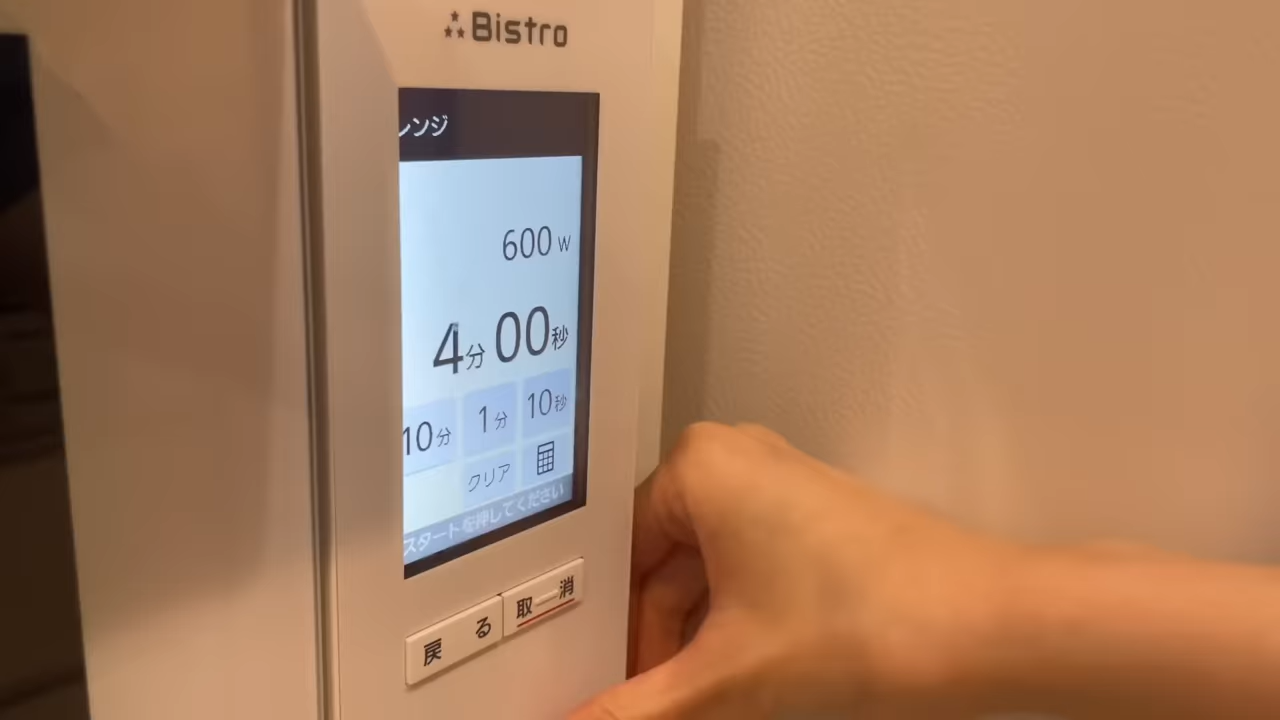 Bistro
レンジ
600 W
4分00秒
10分 1分 10秒
クリア
スタートを押してください
戻る 取消